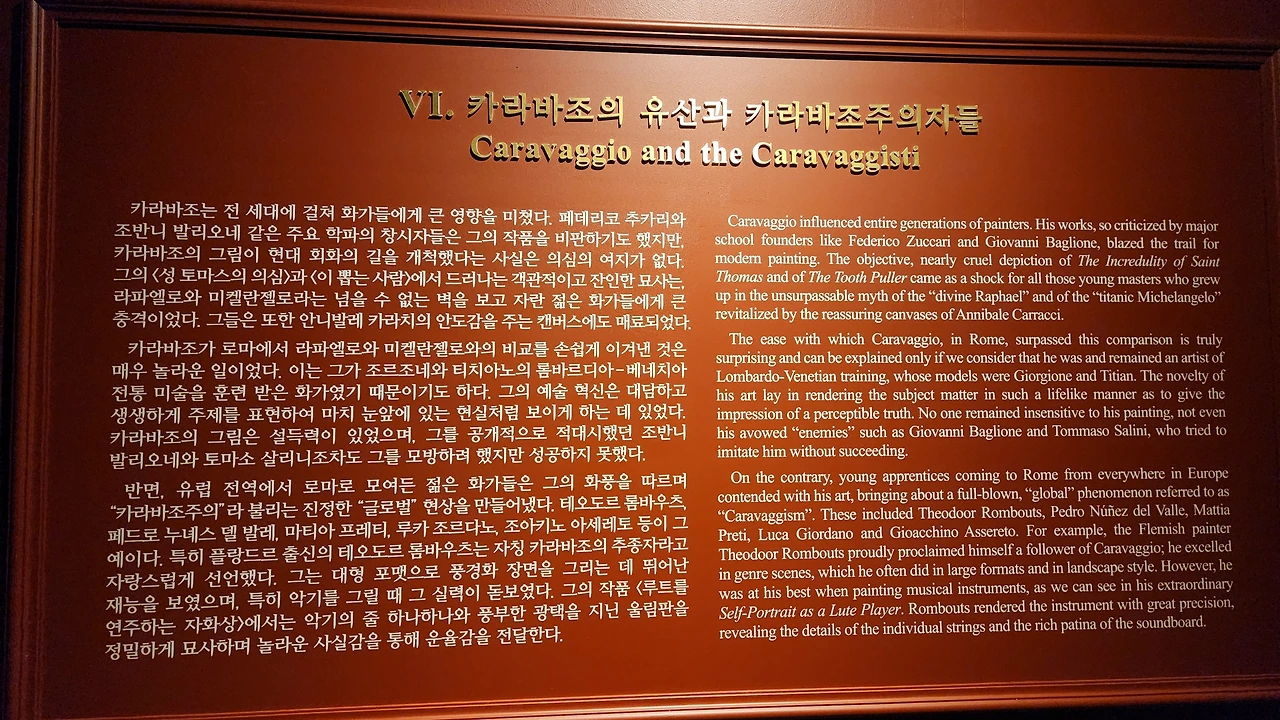 VI. 카라바조의 유산과 카라바조주의자들
Caravaggio and the Caravaggisti
카라바조는 전 세대에 걸쳐 화가들에게 큰 영향을 미쳤다. 페데리코 추카리와
조반니 발리오네 같은 주요 학파의 창시자들은 그의 작품을 비판하기도 했지만,
카라바조의 그림이 현대 회화의 길을 개척했다는 사실은 의심의 여지가 없다.
그의 〈성 토마스의 의심〉과 〈이 뽑는 사람〉에서 드러나는 객관적이고 잔인한 묘사는,
라파엘로와 미켈란젤로라는 넘을 수 없는 벽을 보고 자란 젊은 화가들에게 큰
충격이었다. 그들은 또한 안니발레 카라치의 안도감을 주는 캔버스에도 매료되었다.
카라바조가 로마에서 라파엘로와 미켈란젤로와의 비교를 손쉽게 이겨낸 것은
매우 놀라운 일이었다. 이는 그가 조르조네와 티치아노의 롬바르디아-베네치아
전통 미술을 훈련 받은 화가였기 때문이기도 하다. 그의 예술 혁신은 대담하고
생생하게 주제를 표현하여 마치 눈앞에 있는 현실처럼 보이게 하는 데 있었다.
카라바조의 그림은 설득력이 있었으며, 그를 공개적으로 적대시했던 조반니
발리오네와 토마소 살리니조차도 그를 모방하려 했지만 성공하지 못했다.
반면, 유럽 전역에서 로마로 모여든 젊은 화가들은 그의 화풍을 따르며
“카라바조주의”라 불리는 진정한 “글로벌” 현상을 만들어냈다. 테오도르 롬바우츠,
페드로 누녜스 델 발레, 마티아 프레티, 루카 조르다노, 조아키노 아세레토 등이 그
예이다. 특히 플랑드르 출신의 테오도르 롬바우츠는 자칭 카라바조의 추종자라고
자랑스럽게 선언했다. 그는 대형 포맷으로 풍경화 장면을 그리는 데 뛰어난
재능을 보였으며, 특히 악기를 그릴 때 그 실력이 돋보였다. 그의 작품 〈루트를
연주하는 자화상〉에서는 악기의 줄 하나하나와 풍부한 광택을 지닌 울림판을
정밀하게 묘사하며 놀라운 사실감을 통해 운율감을 전달한다.
Caravaggio influenced entire generations of painters. His works, so criticized by major
school founders like Federico Zuccari and Giovanni Baglione, blazed the trail for
modern painting. The objective, nearly cruel depiction of The Incredulity of Saint
Thomas and of The Tooth Puller came as a shock for all those young masters who grew
up in the unsurpassable myth of the “divine Raphael” and of the “titanic Michelangelo”
revitalized by the reassuring canvases of Annibale Carracci.
The ease with which Caravaggio, in Rome, surpassed this comparison is truly
surprising and can be explained only if we consider that he was and remained an artist of
Lombardo-Venetian training, whose models were Giorgione and Titian. The novelty of
his art lay in rendering the subject matter in such a lifelike manner as to give the
impression of a perceptible truth. No one remained insensitive to his painting, not even
his avowed “enemies” such as Giovanni Baglione and Tommaso Salini, who tried to
imitate him without succeeding.
On the contrary, young apprentices coming to Rome from everywhere in Europe
contended with his art, bringing about a full-blown, “global” phenomenon referred to as
“Caravaggism”. These included Theodoor Rombouts, Pedro Núñez del Valle, Mattia
Preti, Luca Giordano and Gioacchino Assereto. For example, the Flemish painter
Theodoor Rombouts proudly proclaimed himself a follower of Caravaggio; he excelled
in genre scenes, which he often did in large formats and in landscape style. However, he
was at his best when painting musical instruments, as we can see in his extraordinary
Self-Portrait as a Lute Player. Rombouts rendered the instrument with great precision,
revealing the details of the individual strings and the rich patina of the soundboard.